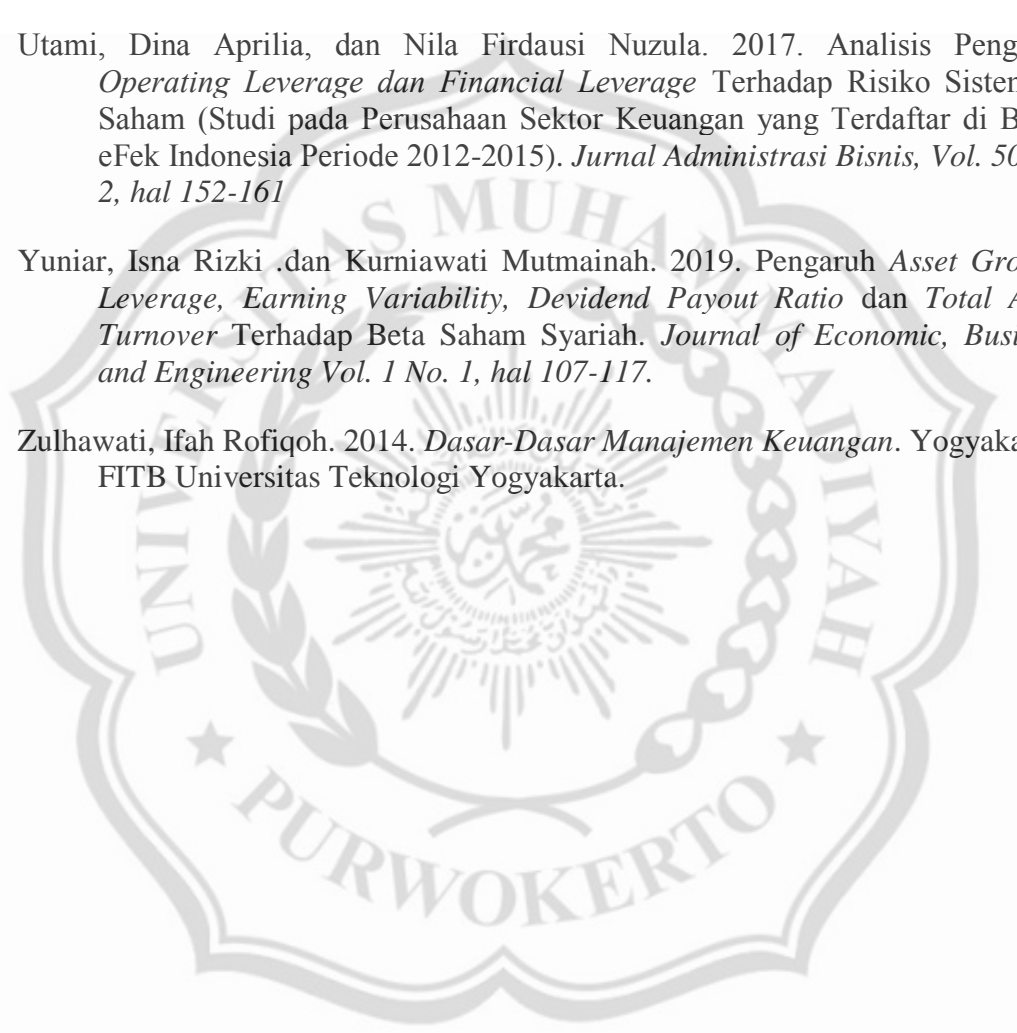 Utami, Dina Aprilia, dan Nila Firdausi Nuzula. 2017. Analisis Peng
Operating Leverage dan Financial Leverage Terhadap Risiko Sisten
Saham (Studi pada Perusahaan Sektor Keuangan yang Terdaftar di B
eFek Indonesia Periode 2012-2015). Jurnal Administrasi Bisnis, Vol. 50
2, hal 152-161
Yuniar, Isna Rizki .dan Kurniawati Mutmainah. 2019. Pengaruh Asset Gro
Leverage, Earning Variability, Devidend Payout Ratio dan Total A
Turnover Terhadap Beta Saham Syariah. Journal of Economic, Busi
and Engineering Vol. 1 No. 1, hal 107-117.
Zulhawati, Ifah Rofiqoh. 2014. Dasar-Dasar Manajemen Keuangan. Yogyaka
FITB Universitas Teknologi Yogyakarta.
UNIVERSITAS MUHAMMADIYAH
PURWOKERTO